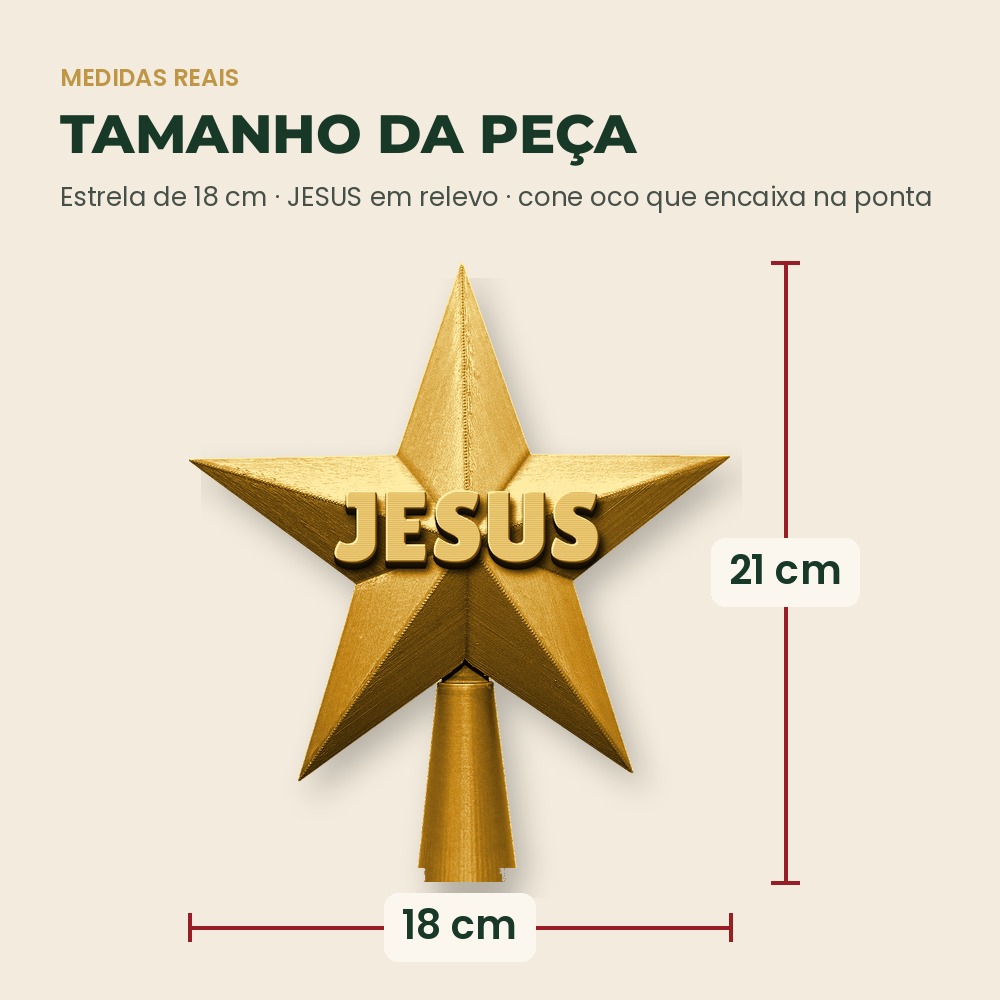 MEDIDAS REAIS
TAMANHO DA PEÇA
Estrela de 18 cm · JESUS em relevo · cone oco que encaixa na ponta
JESUS
21 cm
18 cm